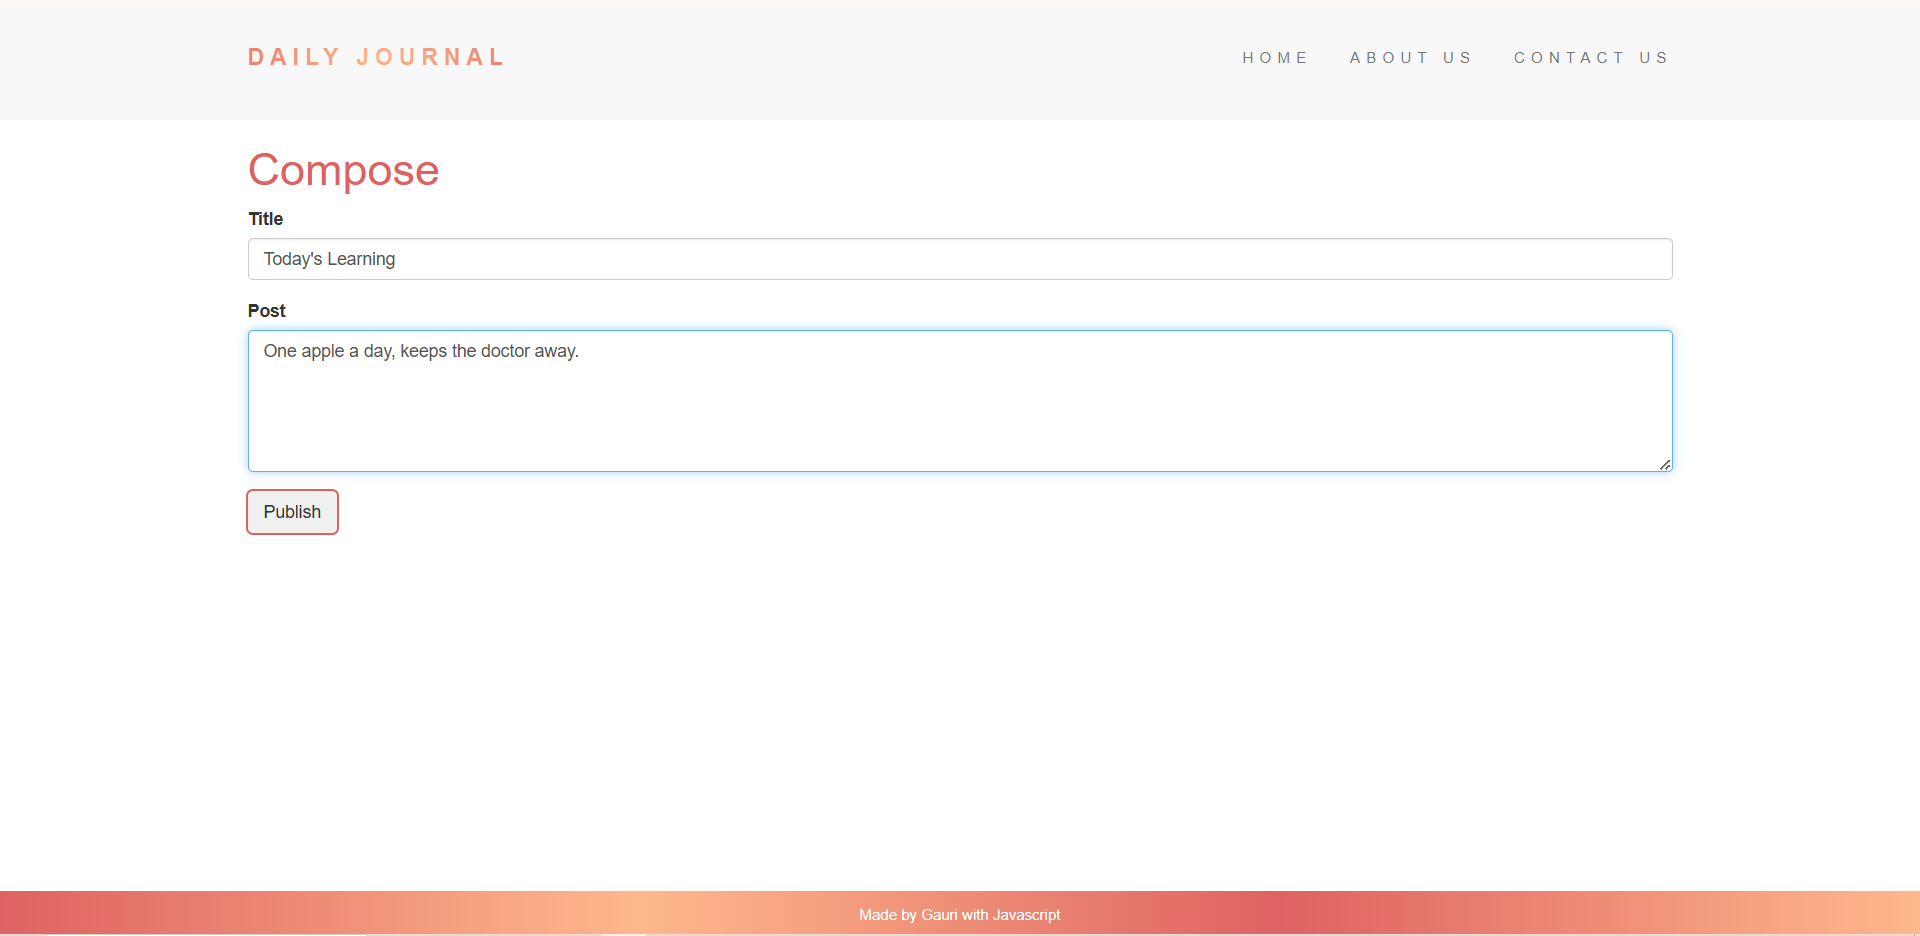 DAILY JOURNAL
HOME ABOUT US CONTACT US
Compose
Title
Today's Learning
Post
One apple a day, keeps the doctor away.
Publish
Made by Gauri with Javascript